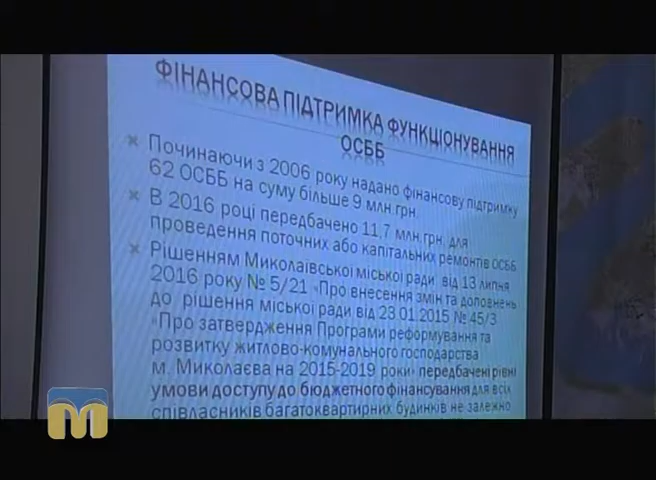 ФІНАНСОВА ПІДТРИМКА ФУНКЦІОНУВАННЯ
ОСББ
Починаючи з 2006 року надано фінансову підтримку
62 ОСББ на суму більше 9 млн.грн.
В 2016 році передбачено 11,7 млн.грн. для
проведення поточних або капітальних ремонтів ОСББ
Рішенням Миколаївської міської ради від 13 липня
2016 року № 5/21 «Про внесення змін та доповнень
до рішення міської ради від 23.01.2015 № 45/3
«Про затвердження Програми реформування та
розвитку житлово-комунального господарства
м. Миколаєва на 2015-2019 роки» передбачені рівні
умови доступу до бюджетного фінансування для всіх
співвласників багатоквартирних будинків не залежно